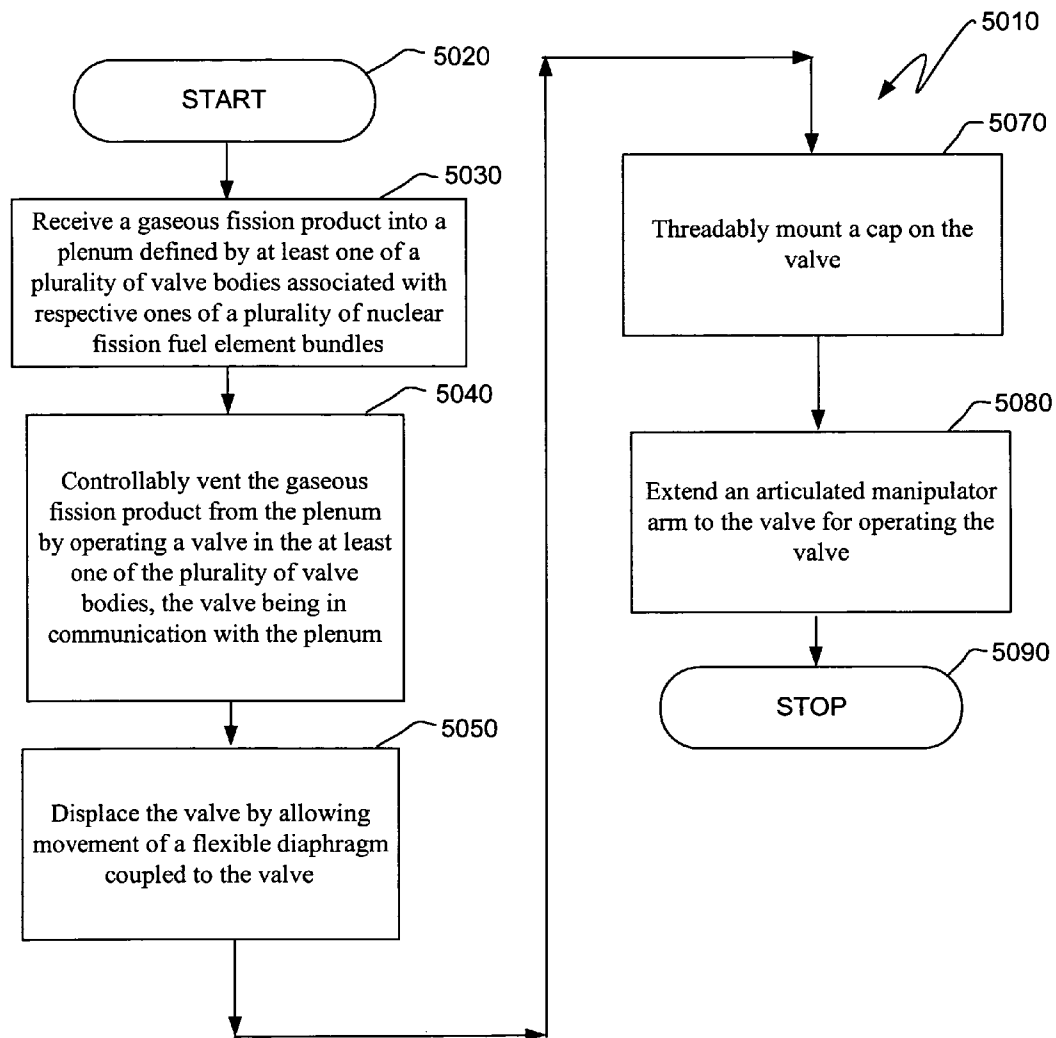 5020
START
5030
Receive a gaseous fission product into a
plenum defined by at least one of a
plurality of valve bodies associated with
respective ones of a plurality of nuclear
fission fuel element bundles
5040
Controllably vent the gaseous
fission product from the plenum
by operating a valve in the at least
one of the plurality of valve
bodies, the valve being in
communication with the plenum
5050
Displace the valve by allowing
movement of a flexible diaphragm
coupled to the valve
5010
5070
Threadably mount a cap on the
valve
5080
Extend an articulated manipulator
arm to the valve for operating the
valve
5090
STOP